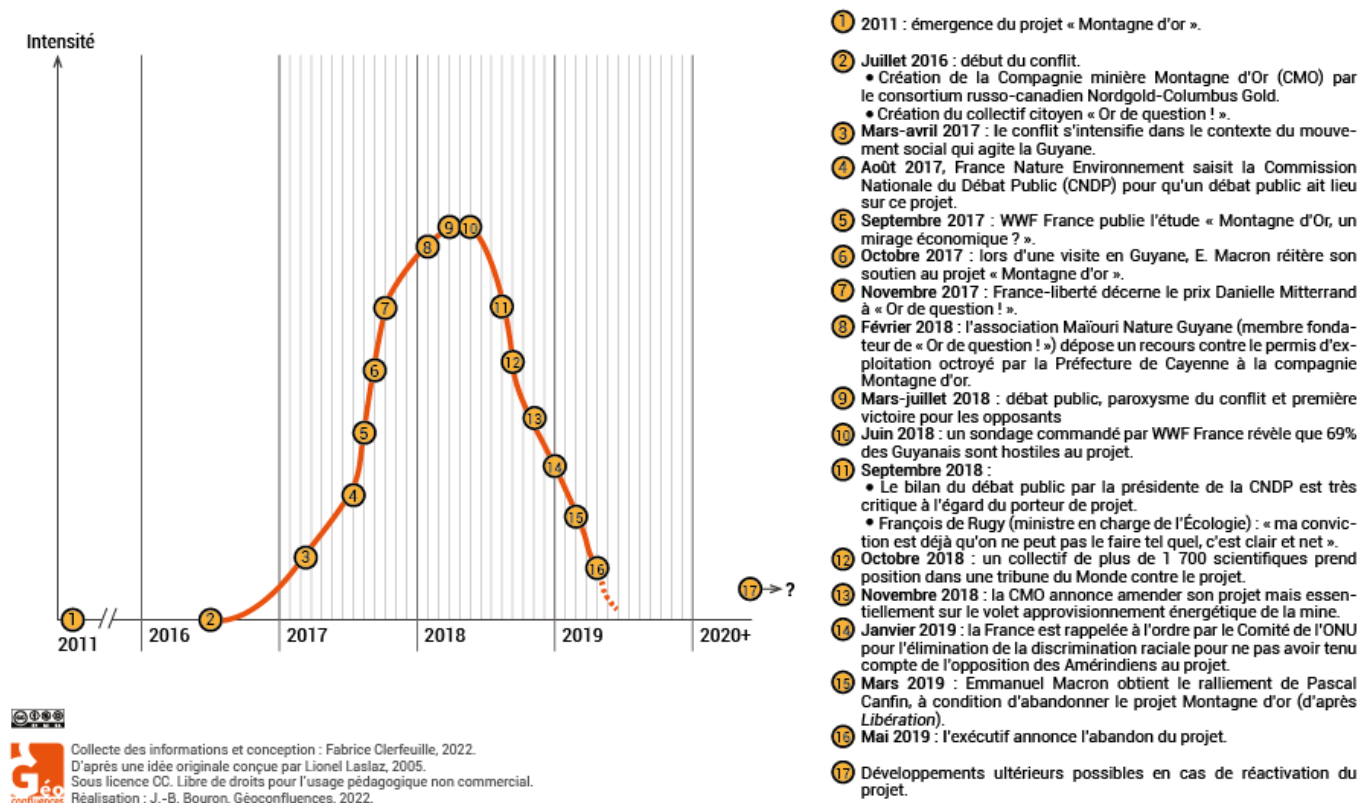 Intensité
1
2
3
4
5
6
7
8
9
10
11
12
13
14
15
16
17
?
2011
2016
2017
2018
2019
2020+
1 2011 : émergence du projet « Montagne d'or ».
2 Juillet 2016 : début du conflit.
• Création de la Compagnie minière Montagne d'Or (CMO) par
le consortium russo-canadien Nordgold-Columbus Gold.
• Création du collectif citoyen « Or de question ! ».
3 Mars-avril 2017 : le conflit s'intensifie dans le contexte du mouve-
ment social qui agite la Guyane.
4 Août 2017, France Nature Environnement saisit la Commission
Nationale du Débat Public (CNDP) pour qu'un débat public ait lieu
sur ce projet.
5 Septembre 2017 : WWF France publie l'étude « Montagne d'Or, un
mirage économique ? ».
6 Octobre 2017 : lors d'une visite en Guyane, E. Macron réitère son
soutien au projet « Montagne d'or ».
7 Novembre 2017 : France-liberté décerne le prix Danielle Mitterrand
à « Or de question ! ».
8 Février 2018 : l'association Maïouri Nature Guyane (membre fonda-
teur de « Or de question ! ») dépose un recours contre le permis d'ex-
ploitation octroyé par la Préfecture de Cayenne à la compagnie
Montagne d'or.
9 Mars-juillet 2018 : débat public, paroxysme du conflit et première
victoire pour les opposants
10 Juin 2018 : un sondage commandé par WWF France révèle que 69%
des Guyanais sont hostiles au projet.
11 Septembre 2018 :
• Le bilan du débat public par la présidente de la CNDP est très
critique à l'égard du porteur de projet.
• François de Rugy (ministre en charge de l'Écologie) : « ma convic-
tion est déjà qu'on ne peut pas le faire tel quel, c'est clair et net ».
12 Octobre 2018 : un collectif de plus de 1 700 scientifiques prend
position dans une tribune du Monde contre le projet.
13 Novembre 2018 : la CMO annonce amender son projet mais essen-
tiellement sur le volet approvisionnement énergétique de la mine.
14 Janvier 2019 : la France est rappelée à l'ordre par le Comité de l'ONU
pour l'élimination de la discrimination raciale pour ne pas avoir tenu
compte de l'opposition des Amérindiens au projet.
15 Mars 2019 : Emmanuel Macron obtient le ralliement de Pascal
Canfin, à condition d'abandonner le projet Montagne d'or (d'après
Libération).
16 Mai 2019 : l'exécutif annonce l'abandon du projet.
17 Développements ultérieurs possibles en cas de réactivation du
projet.
Géo
confluences
Collecte des informations et conception : Fabrice Clerfeuille, 2022.
D'après une idée originale conçue par Lionel Laslaz, 2005.
Sous licence CC. Libre de droits pour l'usage pédagogique non commercial.
Réalisation : J.-B. Bouron, Géoconfluences, 2022.